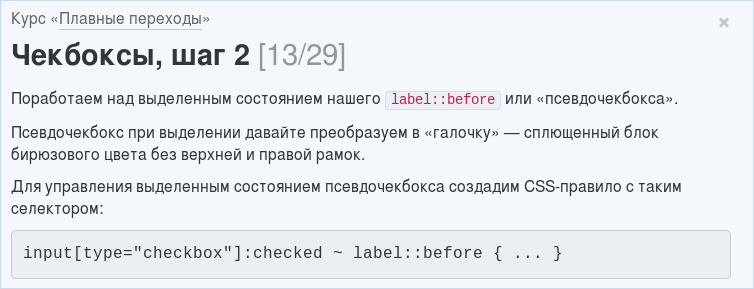 Курс «Плавные переходы»
Чекбоксы, шаг 2 [13/29]
Поработаем над выделенным состоянием нашего label::before или «псевдочекбокса».
Псевдочекбокс при выделении давайте преобразуем в «галочку» — сплющенный блок
бирюзового цвета без верхней и правой рамок.
Для управления выделенным состоянием псевдочекбокса создадим CSS-правило с таким
селектором:
input[type="checkbox"]:checked ~ label::before { ... }